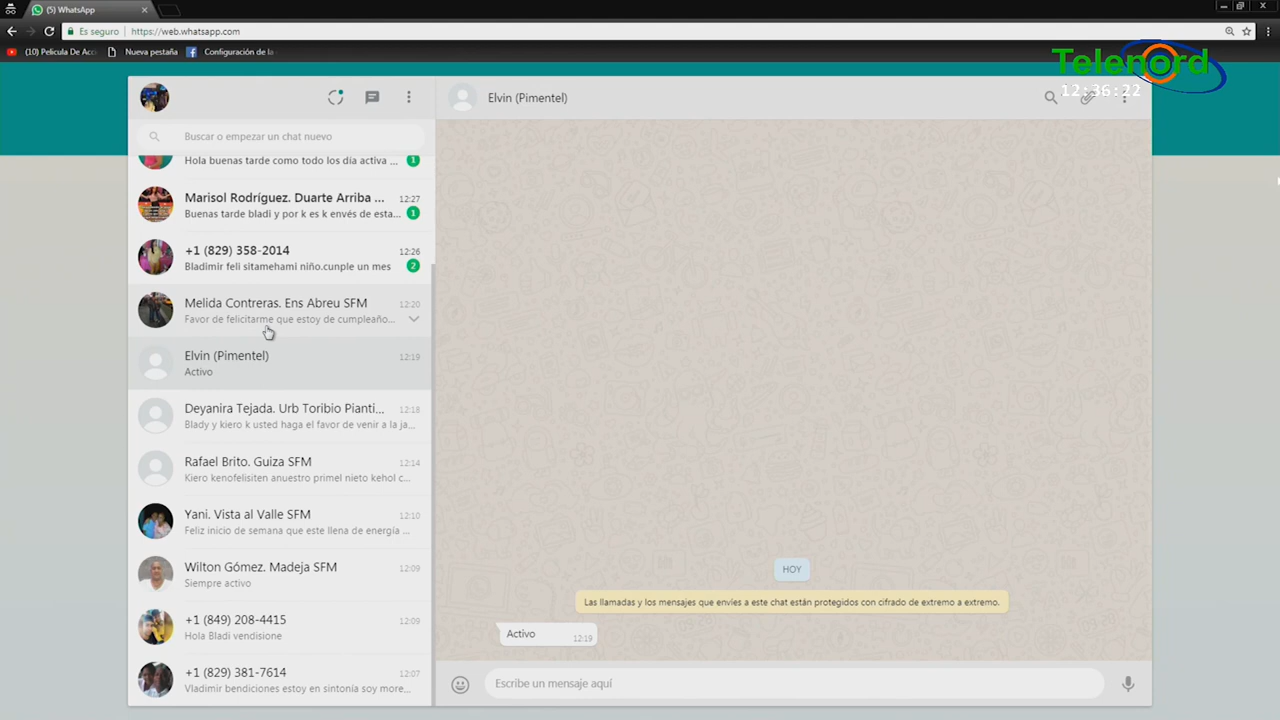 (5) WhatsApp
Es seguro
https://web.whatsapp.com
(10) Pelicula De Acc
Nueva pestaña
Configuración de la
Telenord
12:36:22
Elvin (Pimentel)
Buscar o empezar un chat nuevo
Hola buenas tarde como todo los día activa ...
1
Marisol Rodríguez. Duarte Arriba ...
12:27
Buenas tarde bladi y por k es k envés de esta...
1
+1 (829) 358-2014
12:26
Bladimir feli sitamehami niño.cunple un mes
2
Melida Contreras. Ens Abreu SFM
12:20
Favor de felicitarme que estoy de cumpleaño...
Elvin (Pimentel)
12:19
Activo
Deyanira Tejada. Urb Toribio Pianti...
12:18
Blady y kiero k usted haga el favor de venir a la ja...
Rafael Brito. Guiza SFM
12:14
Kiero kenofelisiten anuestro primel nieto kehol c...
Yani. Vista al Valle SFM
12:10
Feliz inicio de semana que este llena de energía ...
Wilton Gómez. Madeja SFM
12:09
Siempre activo
+1 (849) 208-4415
12:09
Hola Bladi vendisione
+1 (829) 381-7614
12:07
Vladimir bendiciones estoy en sintonía soy more...
HOY
Las llamadas y los mensajes que envíes a este chat están protegidos con cifrado de extremo a extremo.
Activo
12:19
Escribe un mensaje aquí